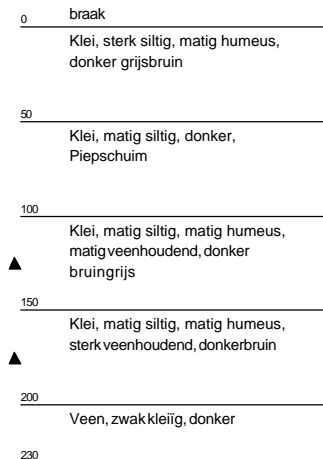 braak
0
Klei, sterk siltig, matig humeus,
donker grijsbruin
50
Klei, matig siltig, donker,
Piepschuim
100
Klei, matig siltig, matig humeus,
matig veenhoudend, donker
bruingrijs
150
Klei, matig siltig, matig humeus,
sterk veenhoudend, donkerbruin
200
Veen, zwak kleiïg, donker
230